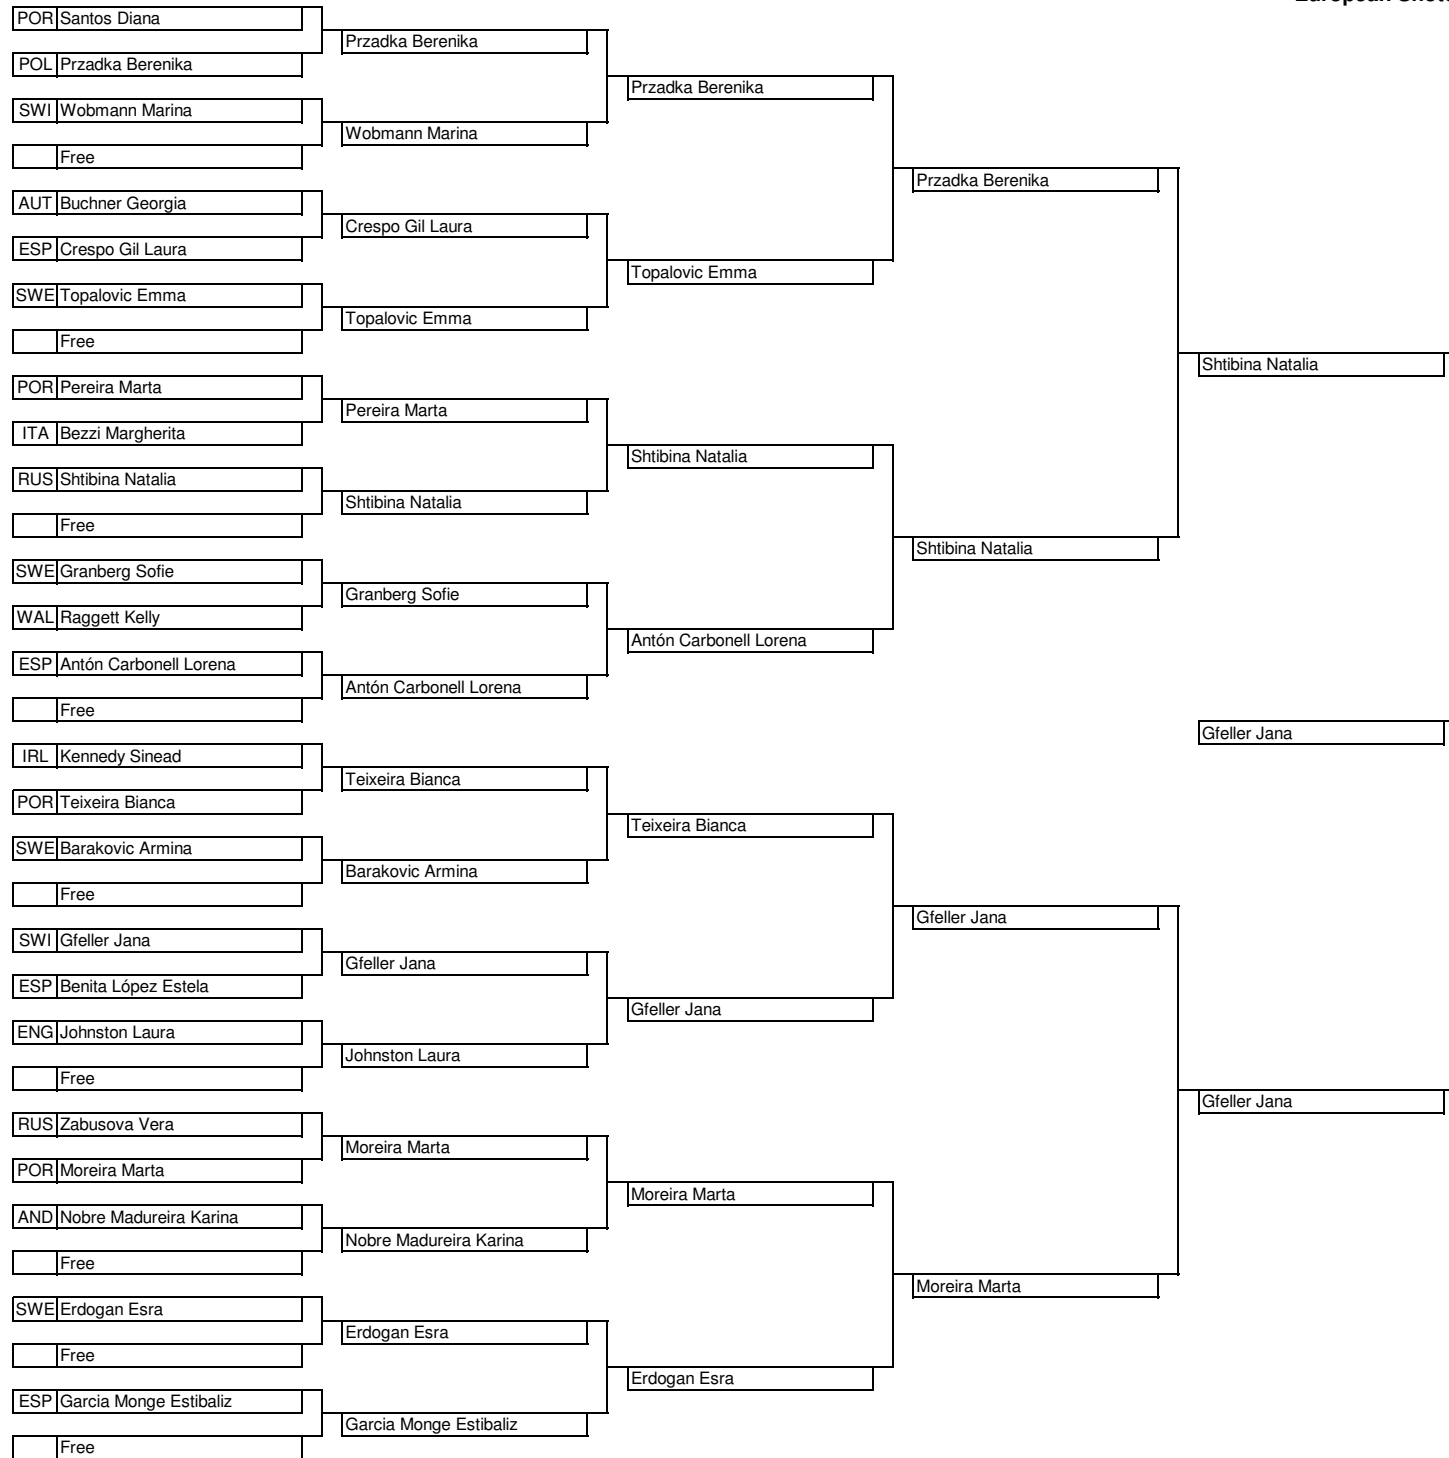 POR Santos Diana
POL Przadka Berenika
SWI Wobmann Marina
Free
AUT Buchner Georgia
ESP Crespo Gil Laura
SWE Topalovic Emma
Free
POR Pereira Marta
ITA Bezzi Margherita
RUS Shtibina Natalia
Free
SWE Granberg Sofie
WAL Raggett Kelly
ESP Antón Carbonell Lorena
Free
IRL Kennedy Sinead
POR Teixeira Bianca
SWE Barakovic Armina
Free
SWI Gfeller Jana
ESP Benita López Estela
ENG Johnston Laura
Free
RUS Zabusova Vera
POR Moreira Marta
AND Nobre Madureira Karina
Free
SWE Erdogan Esra
Free
ESP Garcia Monge Estibaliz
Free
Przadka Berenika
Wobmann Marina
Crespo Gil Laura
Topalovic Emma
Pereira Marta
Shtibina Natalia
Granberg Sofie
Antón Carbonell Lorena
Teixeira Bianca
Barakovic Armina
Gfeller Jana
Johnston Laura
Moreira Marta
Nobre Madureira Karina
Erdogan Esra
Garcia Monge Estibaliz
Przadka Berenika
Topalovic Emma
Shtibina Natalia
Antón Carbonell Lorena
Teixeira Bianca
Gfeller Jana
Moreira Marta
Erdogan Esra
Przadka Berenika
Shtibina Natalia
Gfeller Jana
Moreira Marta
Shtibina Natalia
Gfeller Jana
Gfeller Jana